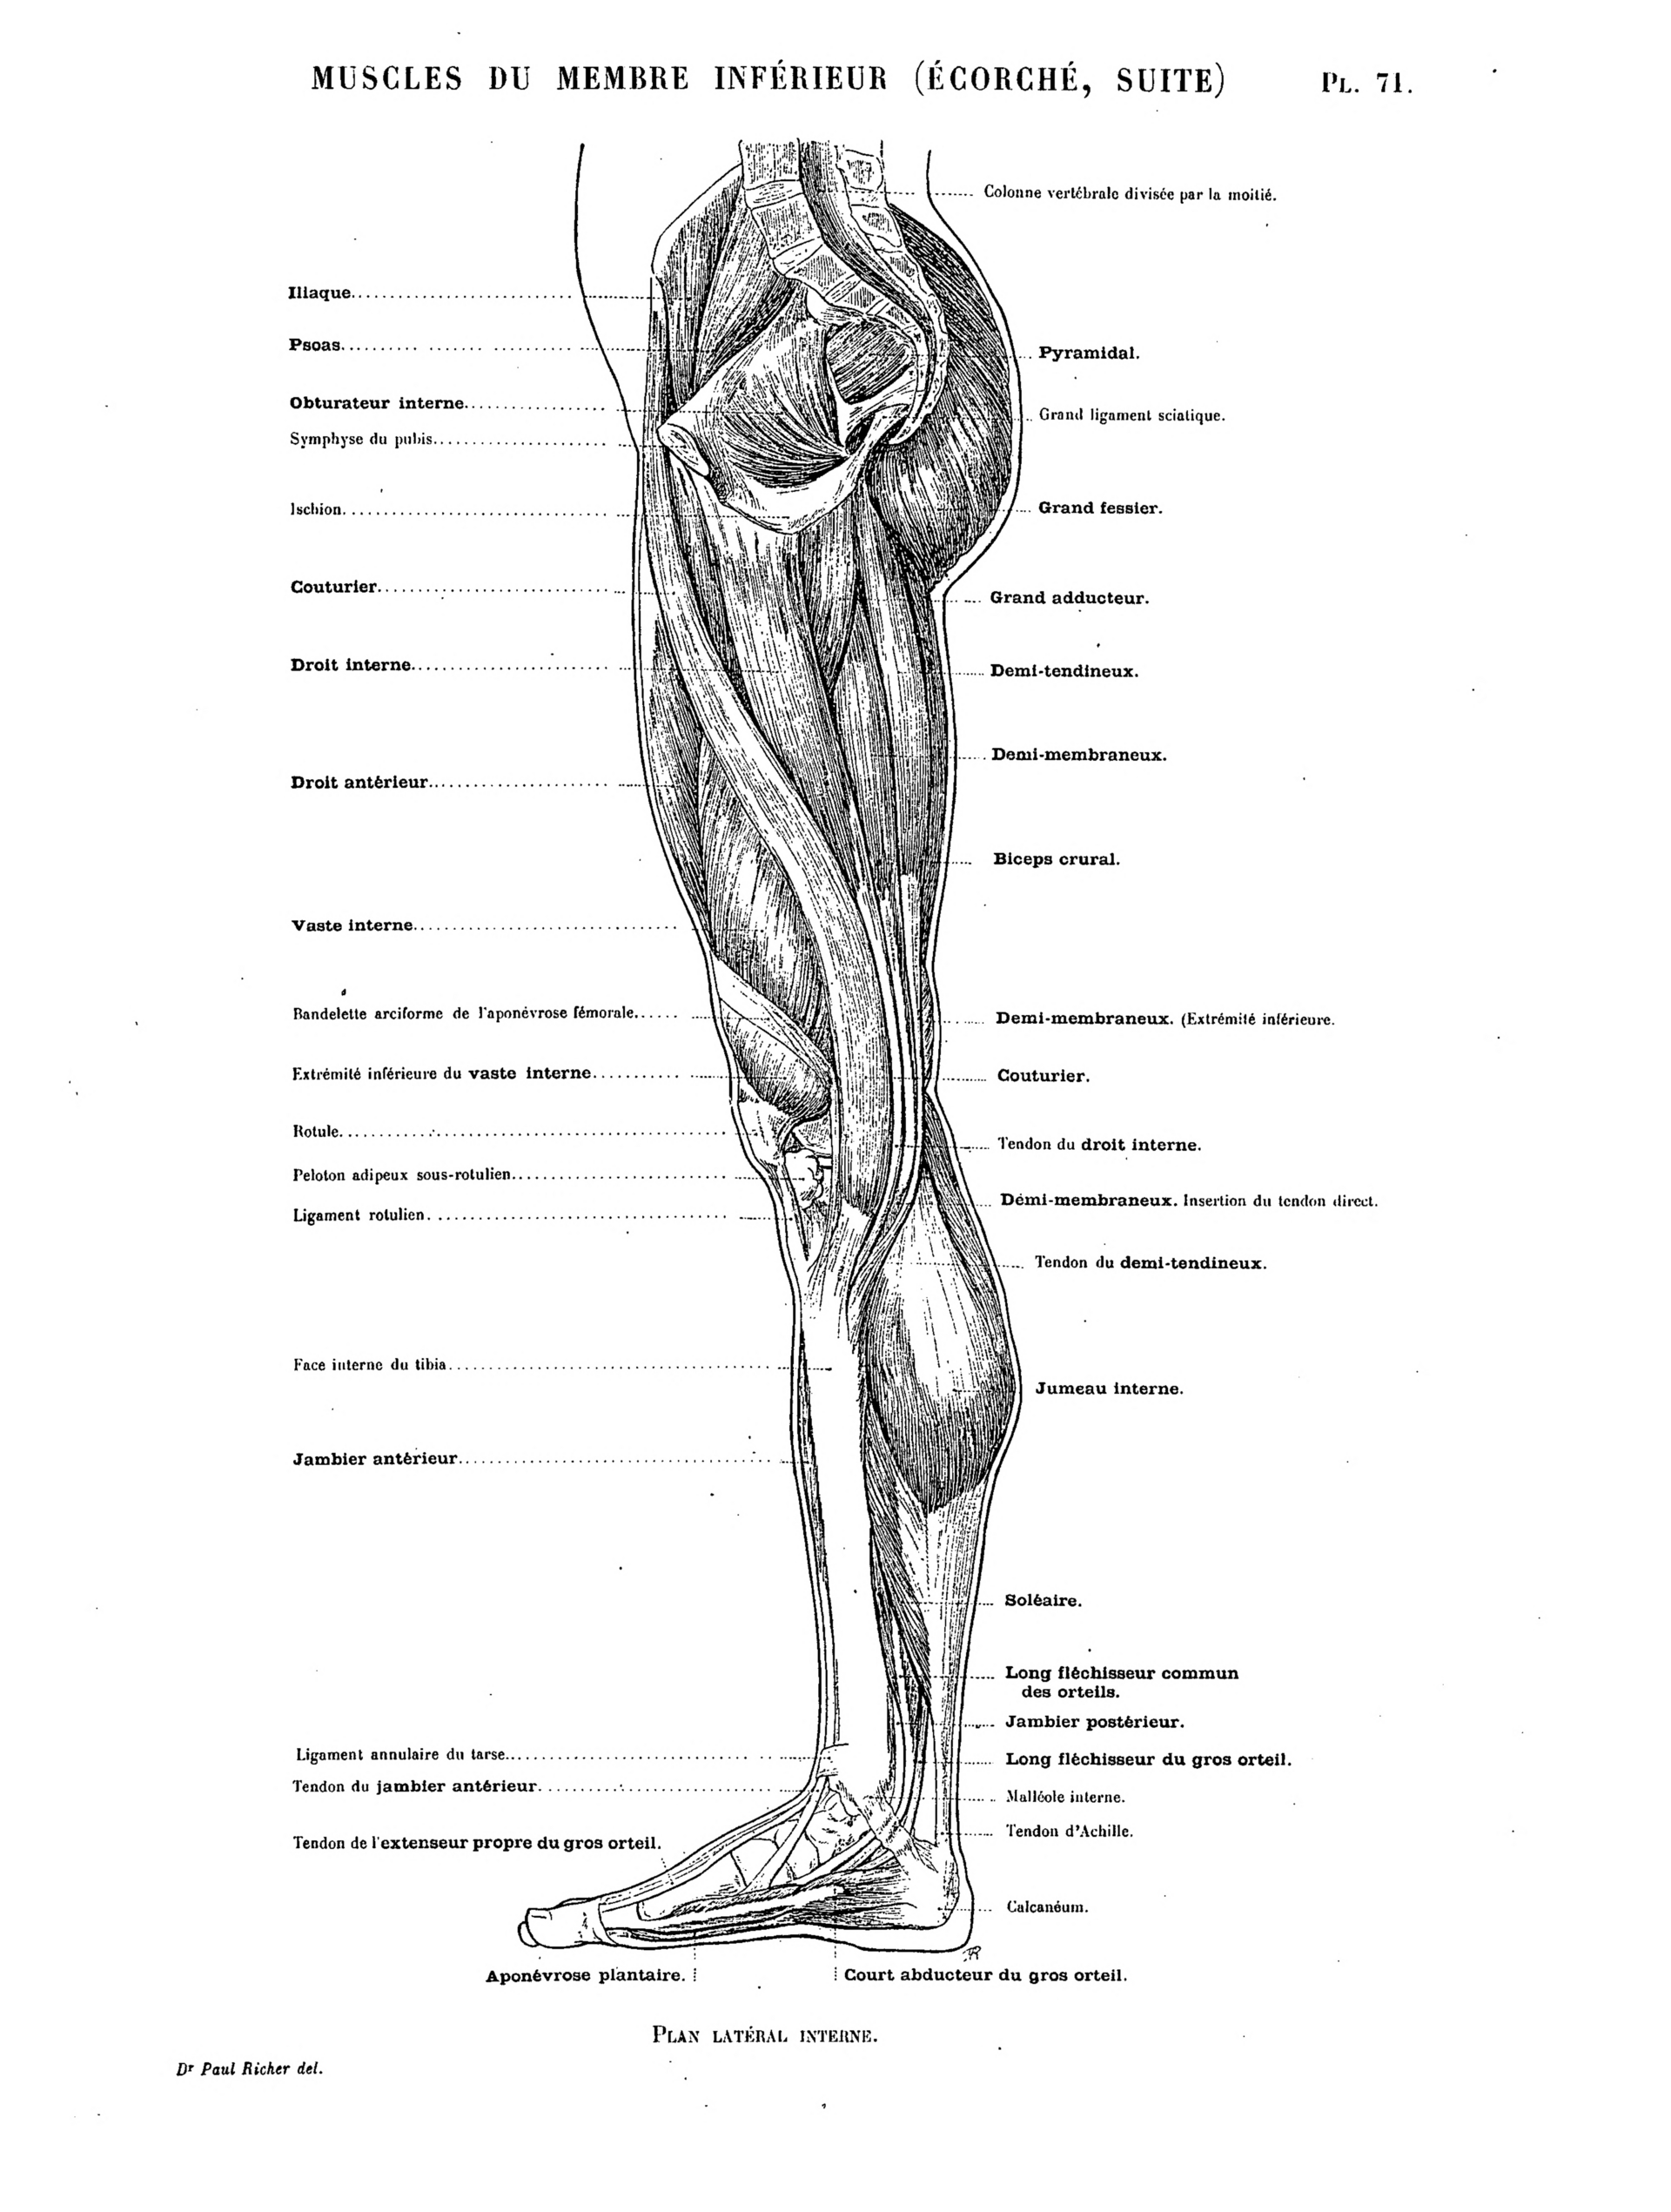 MUSCLES DU MEMBRE INFÉRIEUR (ÉCORCHÉ, SUITE)
PL. 71.
Colonne vertébrale divisée par la moitié.
Iliaque
Psoas
Obturateur interne
Symphyse du pubis
Ischion
Couturier
Droit interne
Droit antérieur
Vaste interne
Bandelette arciforme de l'aponévrose fémorale
Extrémité inférieure du vaste interne
Rotule
Peloton adipeux sous-rotulien
Ligament rotulien
Face interne du tibia
Jambier antérieur
Ligament annulaire du tarse
Tendon du jambier antérieur
Tendon de l'extenseur propre du gros orteil.
Pyramidal.
Grand ligament sciatique.
Grand fessier.
Grand adducteur.
Demi-tendineux.
Demi-membraneux.
Biceps crural.
Demi-membraneux. (Extrémité inférieure.
Couturier.
Tendon du droit interne.
Démi-membraneux. Insertion du tendon direct.
Tendon du demi-tendineux.
Jumeau interne.
Soléaire.
Long fléchisseur commun
des orteils.
Jambier postérieur.
Long fléchisseur du gros orteil.
Malléole interne.
Tendon d'Achille.
Calcanéum.
Aponévrose plantaire.
Court abducteur du gros orteil.
PLAN LATÉRAL INTERNE.
Dr Paul Richer del.